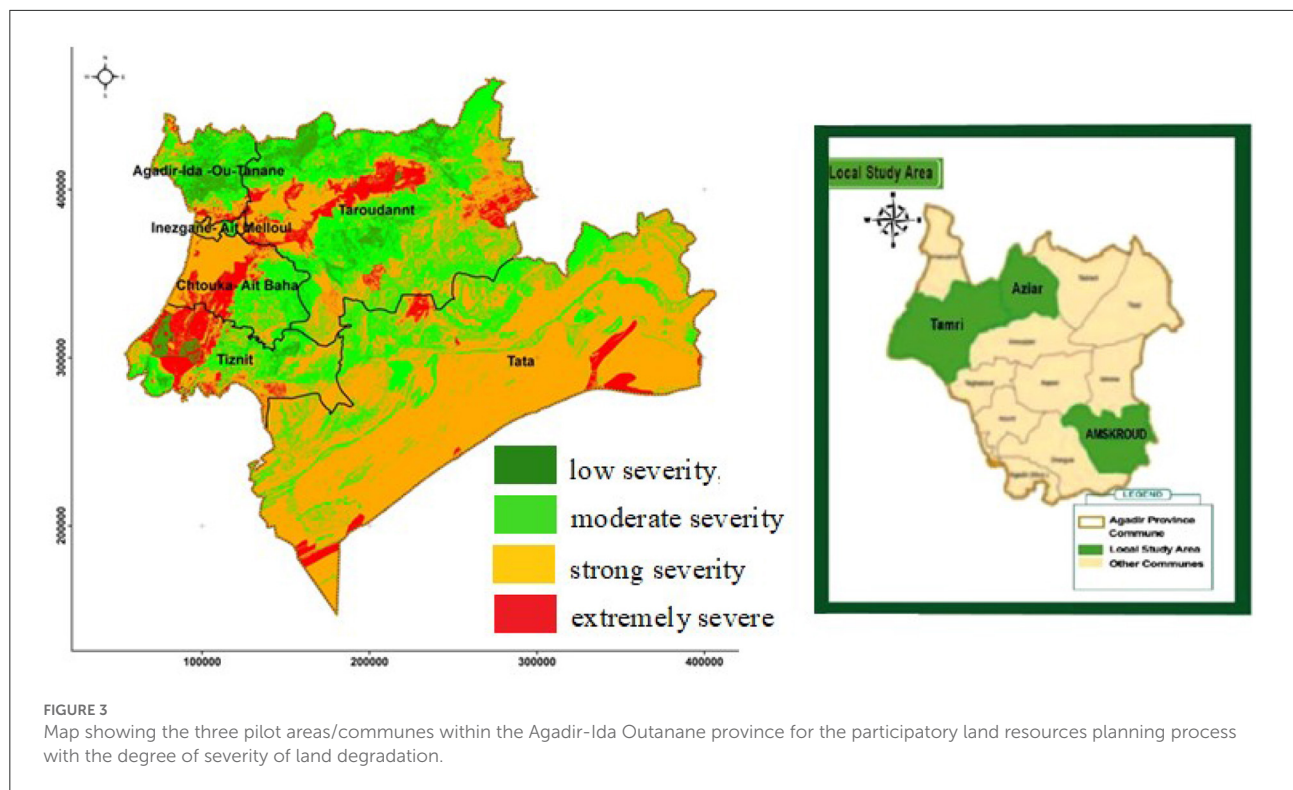 N
W
E
S
400000
300000
200000
100000
200000
300000
400000
Agadir-Ida -Ou-Tanane
Taroudannt
Inezgane- Ait Melloul
Chtouka- Ait Baha
Tiznit
Tata
low severity,
moderate severity
strong severity
extremely severe
Local Study Area
Aziar
Tamri
AMSKROUD
LEGEND
Agadir Province
Commune
Local Study Area
Other Communes
FIGURE 3
Map showing the three pilot areas/communes within the Agadir-Ida Outanane province for the participatory land resources planning process
with the degree of severity of land degradation.